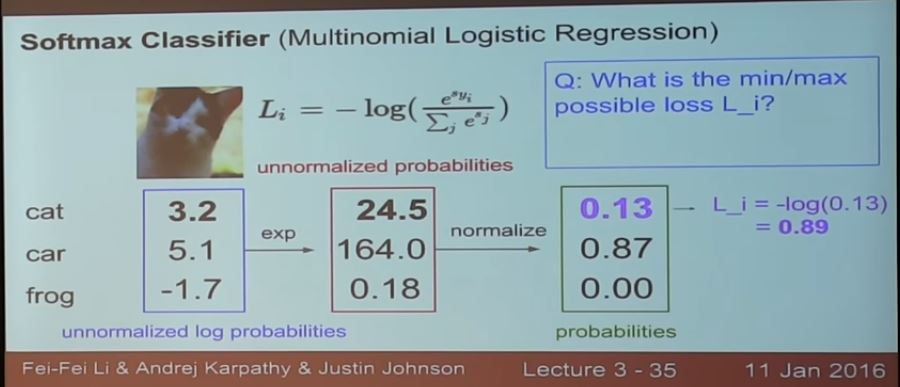 Softmax Classifier (Multinomial Logistic Regression)
L_i = − log( e^{s_{y_i}} / ∑_j e^{s_j} )
Q: What is the min/max
possible loss L_i?
unnormalized probabilities
cat 3.2 24.5 0.13 → L_i = -log(0.13)
= 0.89
exp normalize
car 5.1 164.0 0.87
frog -1.7 0.18 0.00
unnormalized log probabilities probabilities
Fei-Fei Li & Andrej Karpathy & Justin Johnson Lecture 3 - 35 11 Jan 2016